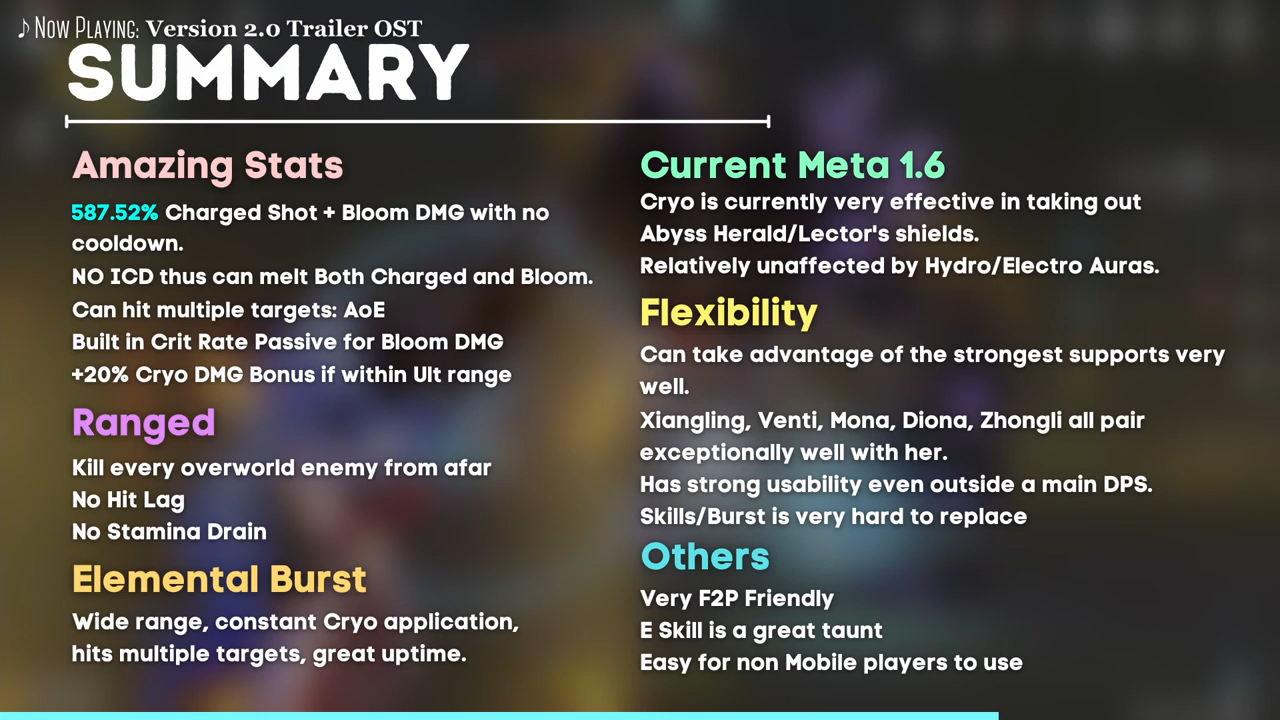 ♪ Now Playing: Version 2.0 Trailer OST
SUMMARY
Amazing Stats
587.52% Charged Shot + Bloom DMG with no
cooldown.
NO ICD thus can melt Both Charged and Bloom.
Can hit multiple targets: AoE
Built in Crit Rate Passive for Bloom DMG
+20% Cryo DMG Bonus if within Ult range
Ranged
Kill every overworld enemy from afar
No Hit Lag
No Stamina Drain
Elemental Burst
Wide range, constant Cryo application,
hits multiple targets, great uptime.
Current Meta 1.6
Cryo is currently very effective in taking out
Abyss Herald/Lector's shields.
Relatively unaffected by Hydro/Electro Auras.
Flexibility
Can take advantage of the strongest supports very
well.
Xiangling, Venti, Mona, Diona, Zhongli all pair
exceptionally well with her.
Has strong usability even outside a main DPS.
Skills/Burst is very hard to replace
Others
Very F2P Friendly
E Skill is a great taunt
Easy for non Mobile players to use